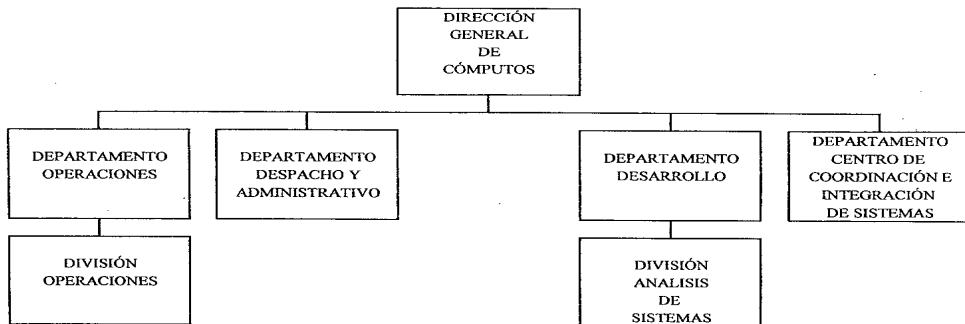 DIRECCIÓN
GENERAL
DE
CÓMPUTOS
DEPARTAMENTO
OPERACIONES
DEPARTAMENTO
DESPACHO Y
ADMINISTRATIVO
DEPARTAMENTO
DESARROLLO
DEPARTAMENTO
CENTRO DE
COORDINACIÓN E
INTEGRACIÓN
DE SISTEMAS
DIVISIÓN
OPERACIONES
DIVISIÓN
ANALISIS
DE
SISTEMAS